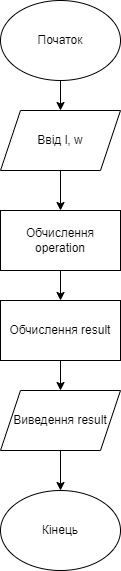 Початок
Ввід l, w
Обчислення
operation
Обчислення result
Виведення result
Кінець